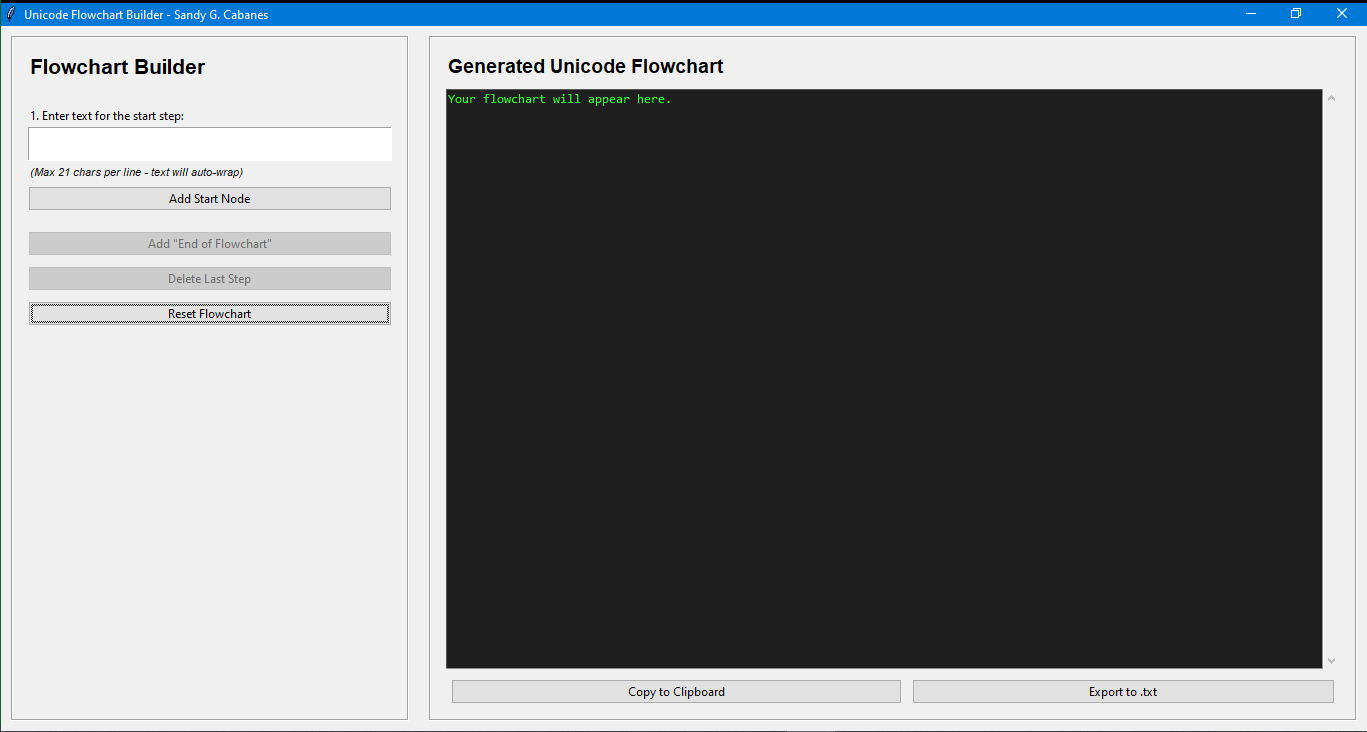 Unicode Flowchart Builder - Sandy G. Cabanes
Flowchart Builder
1. Enter text for the start step:
(Max 21 chars per line - text will auto-wrap)
Add Start Node
Add "End of Flowchart"
Delete Last Step
Reset Flowchart
Generated Unicode Flowchart
Your flowchart will appear here.
Copy to Clipboard
Export to .txt